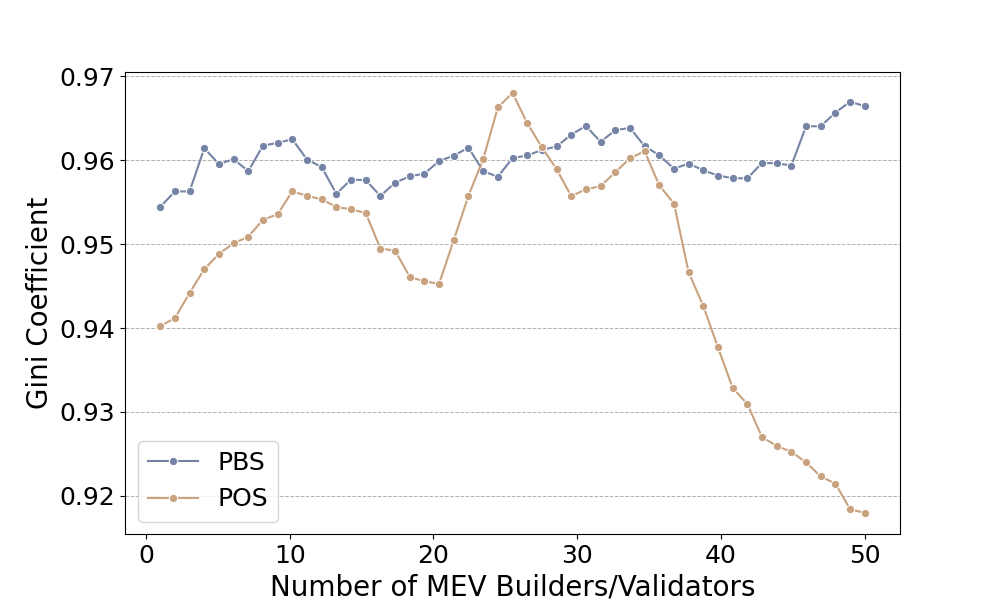 0.97
0.96
0.95
0.94
0.93
0.92
Gini Coefficient
PBS
POS
0 10 20 30 40 50
Number of MEV Builders/Validators